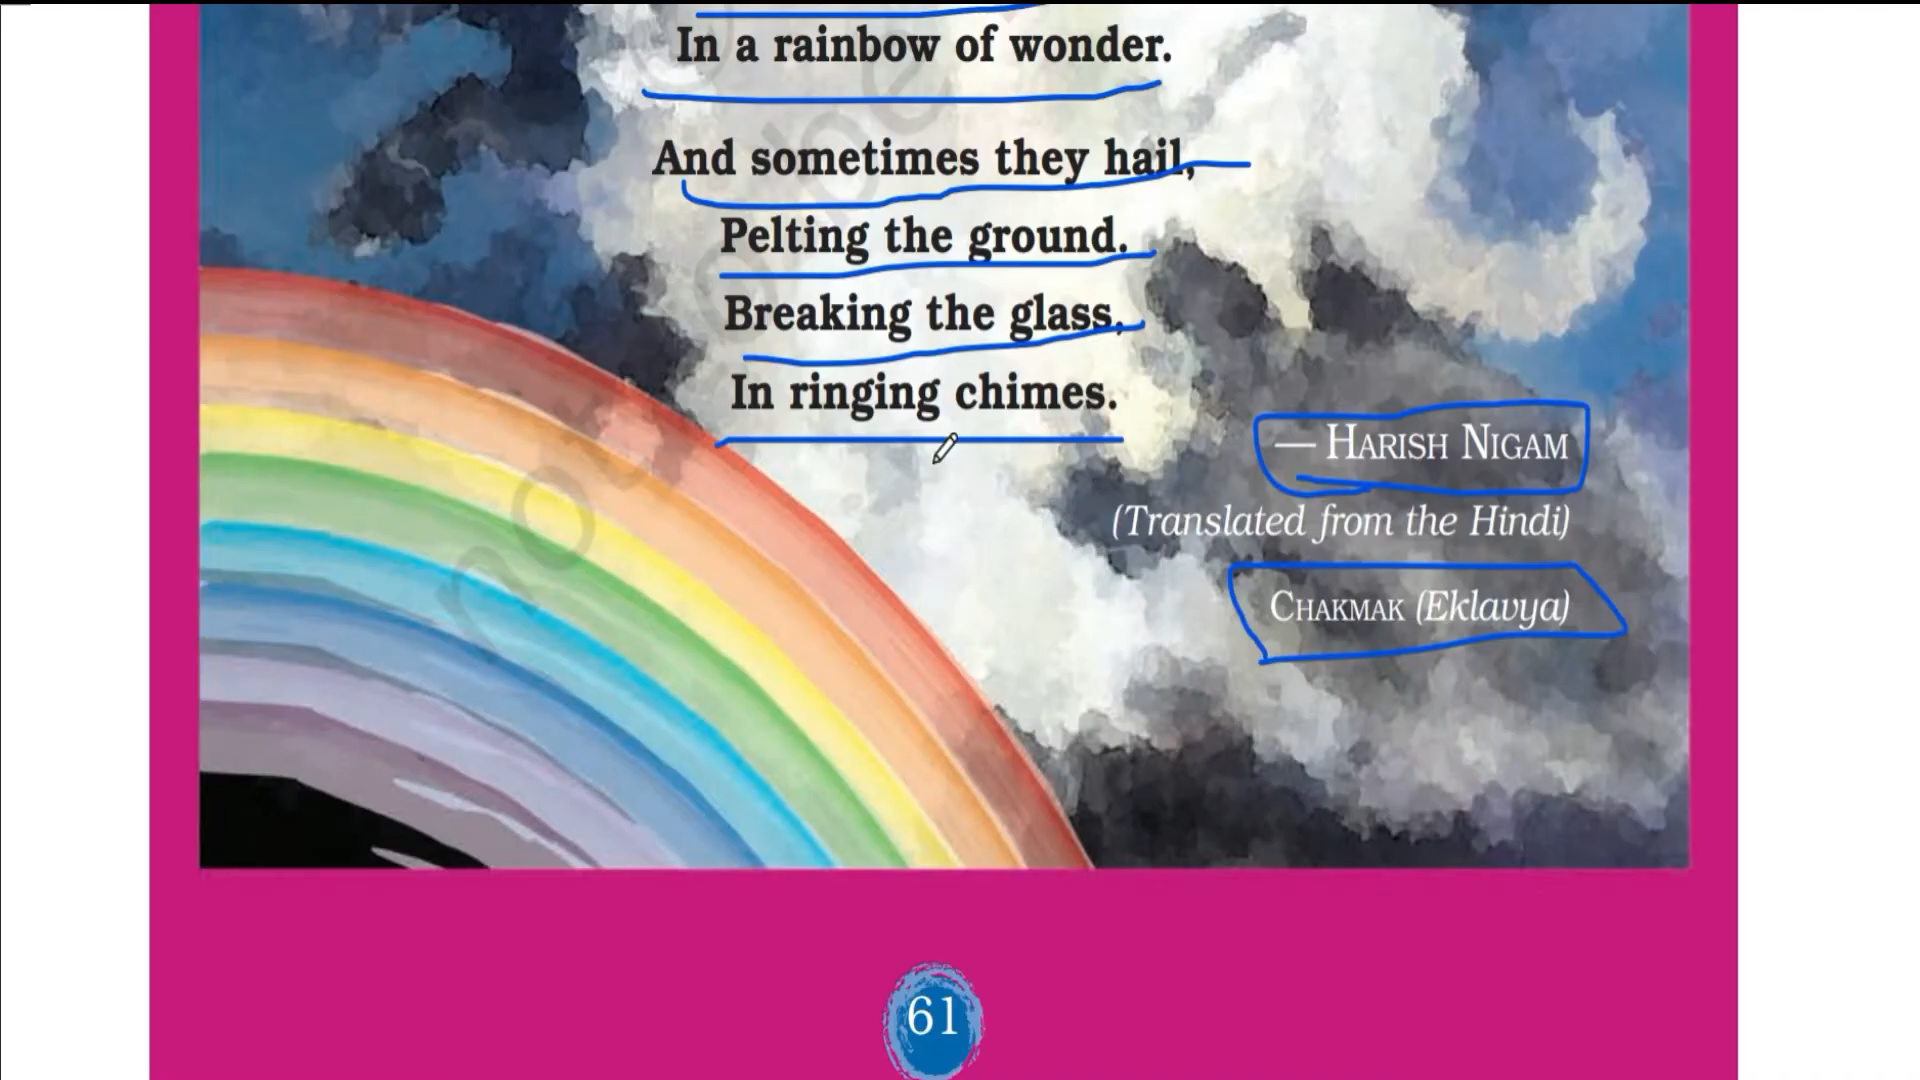 In a rainbow of wonder.
And sometimes they hail,
Pelting the ground.
Breaking the glass,
In ringing chimes.
— HARISH NIGAM
(Translated from the Hindi)
CHAKMAK (Eklavya)
61